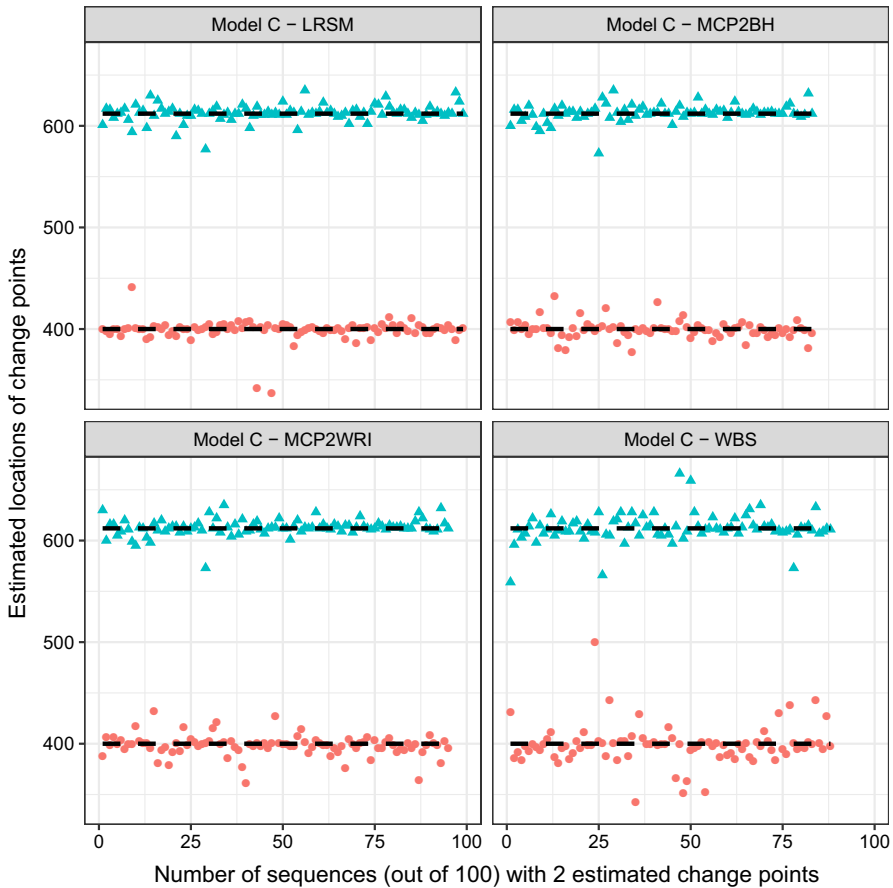 Model C − LRSM
Model C − MCP2BH
600
500
400
Model C − MCP2WRI
Model C − WBS
600
500
400
0 25 50 75 100
0 25 50 75 100
Estimated locations of change points
Number of sequences (out of 100) with 2 estimated change points